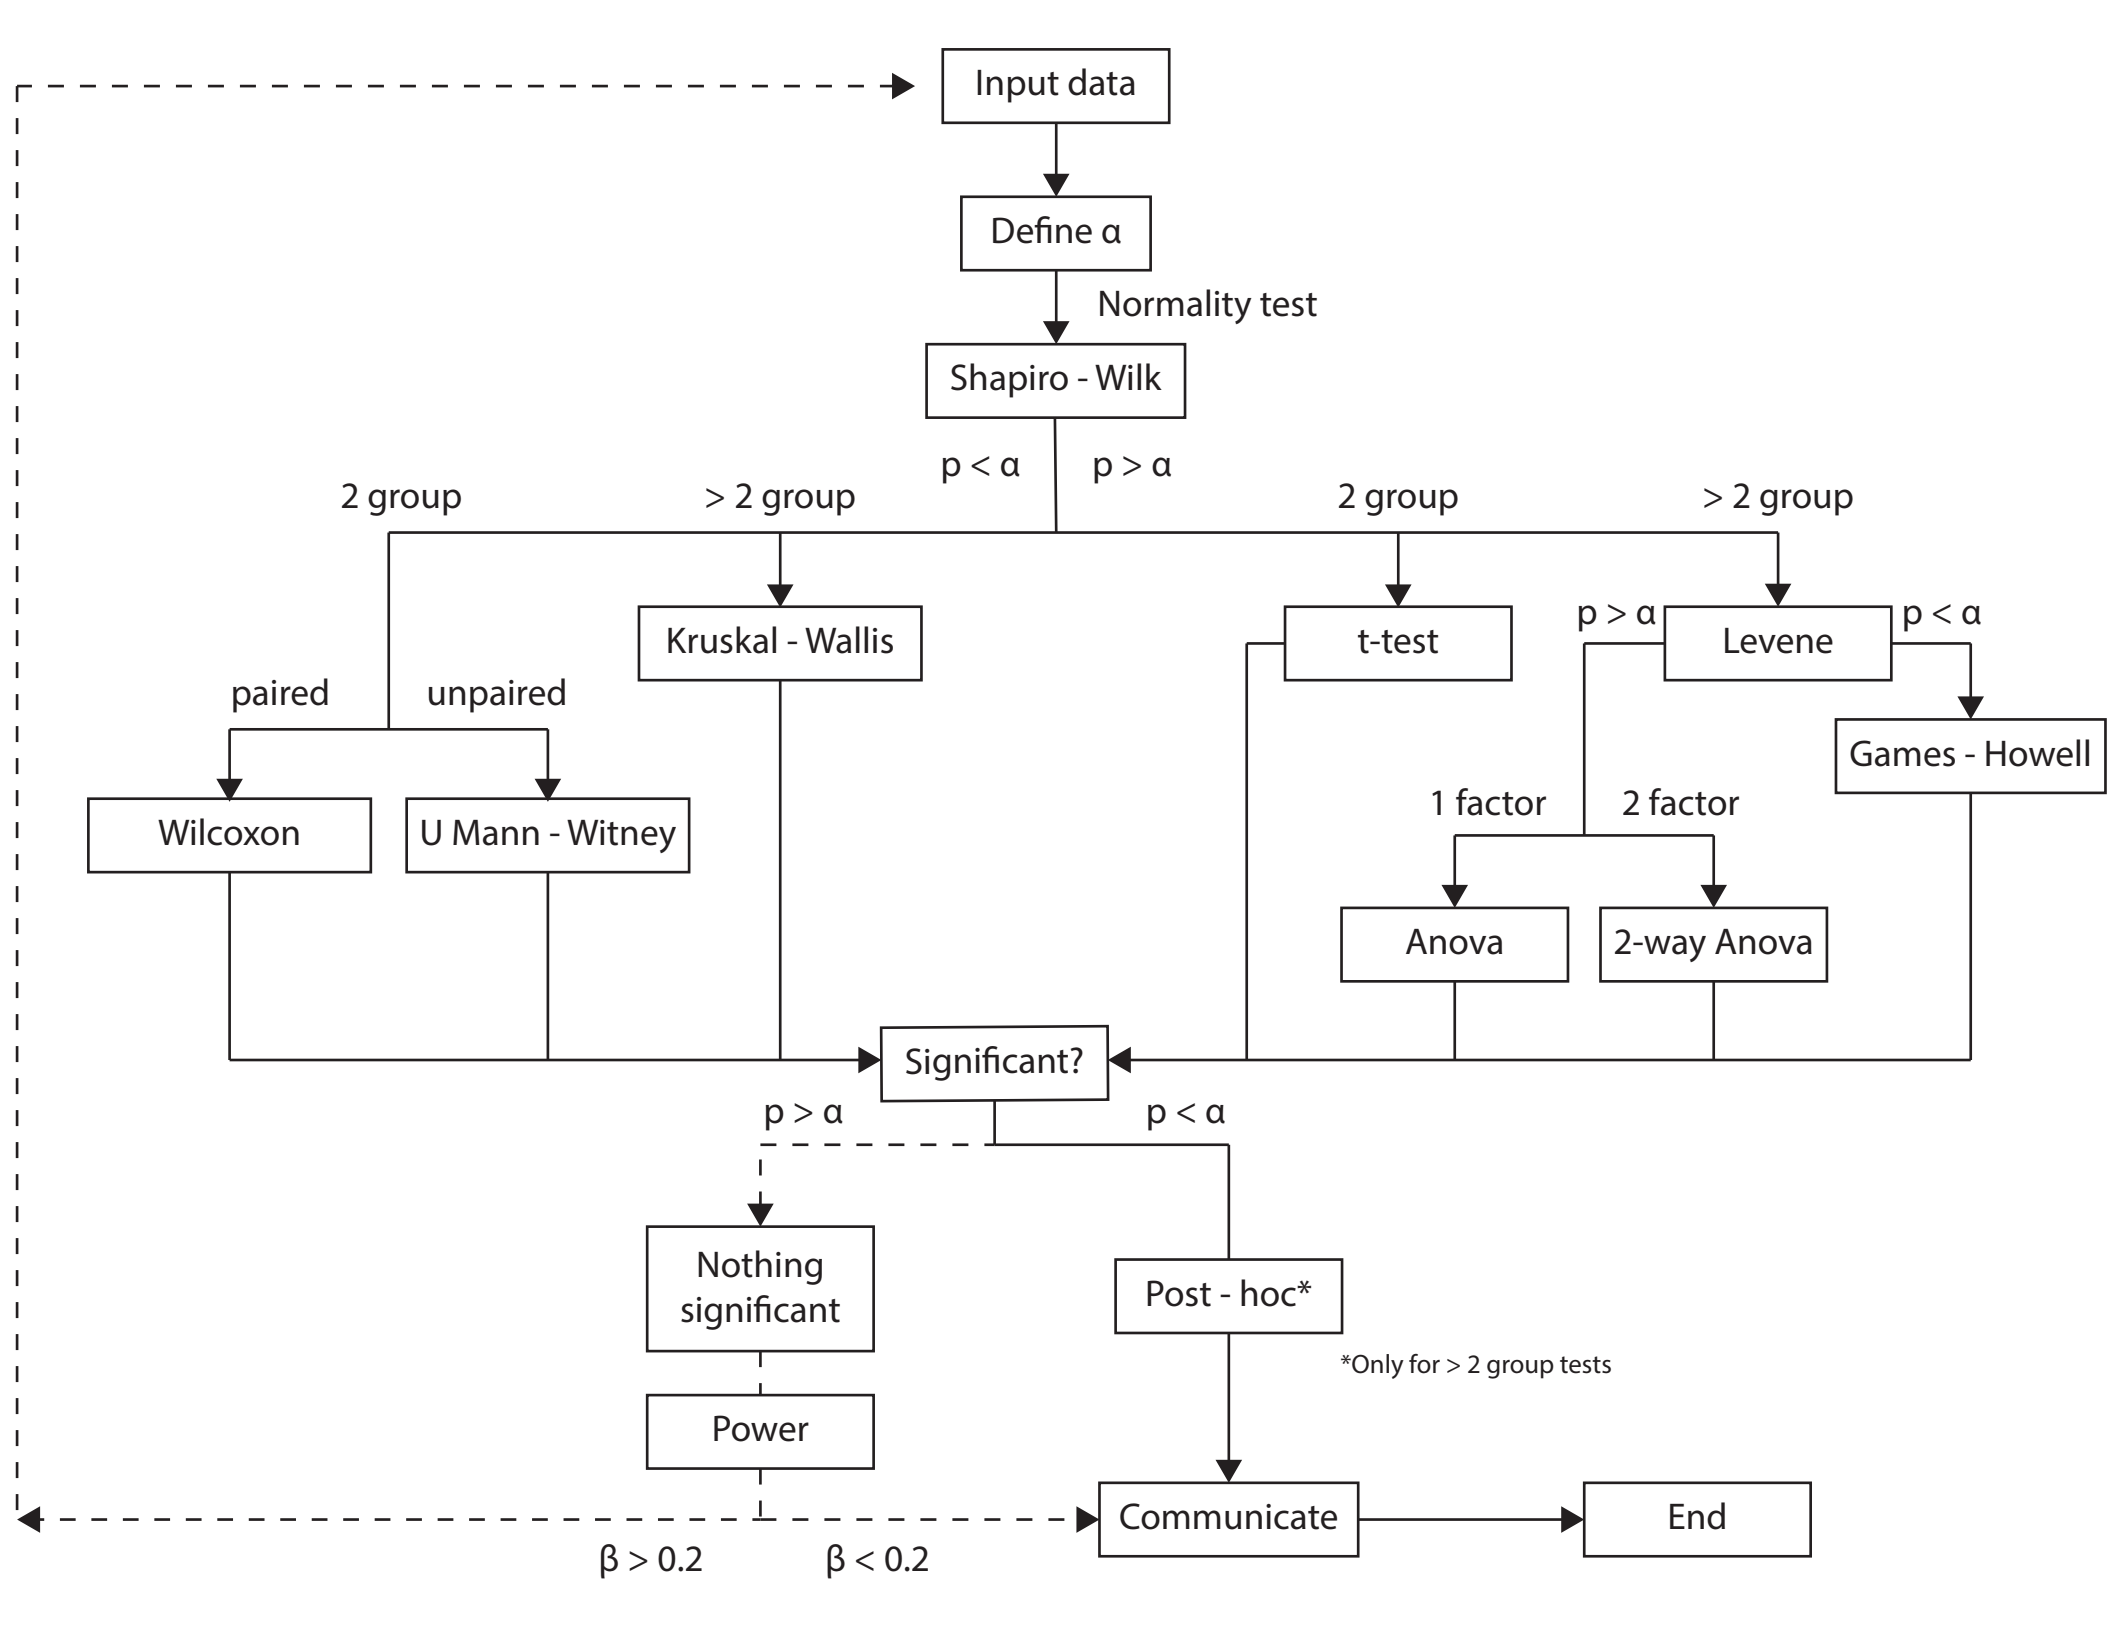 Input data
Define α
Normality test
Shapiro - Wilk
p < α
p > α
2 group
> 2 group
2 group
> 2 group
Kruskal - Wallis
t-test
p > α
Levene
p < α
paired
unpaired
Games - Howell
1 factor
2 factor
Wilcoxon
U Mann - Witney
Anova
2-way Anova
Significant?
p > α
p < α
Nothing
significant
Post - hoc*
*Only for > 2 group tests
Power
Communicate
End
β > 0.2
β < 0.2